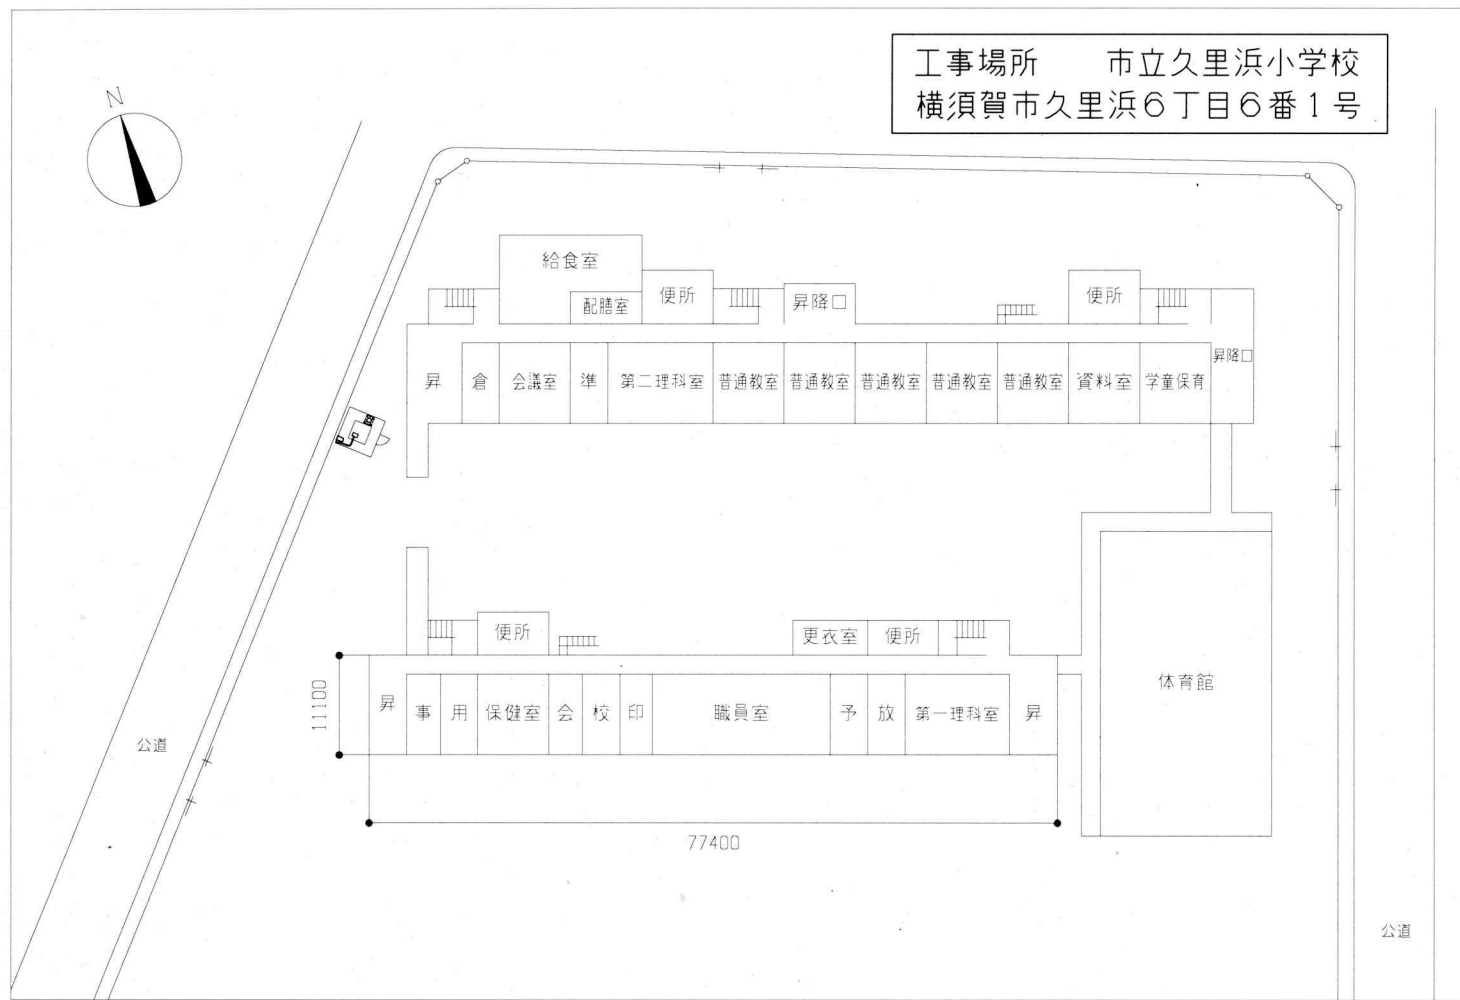 工事場所　市立久里浜小学校
横須賀市久里浜6丁目6番1号
N
給食室
配膳室
便所
昇降口
便所
昇降口
昇
倉
会議室
準
第二理科室
普通教室
普通教室
普通教室
普通教室
普通教室
資料室
学童保育
便所
更衣室
便所
体育館
11100
昇
事
用
保健室
会
校
印
職員室
予
放
第一理科室
昇
公道
77400
公道